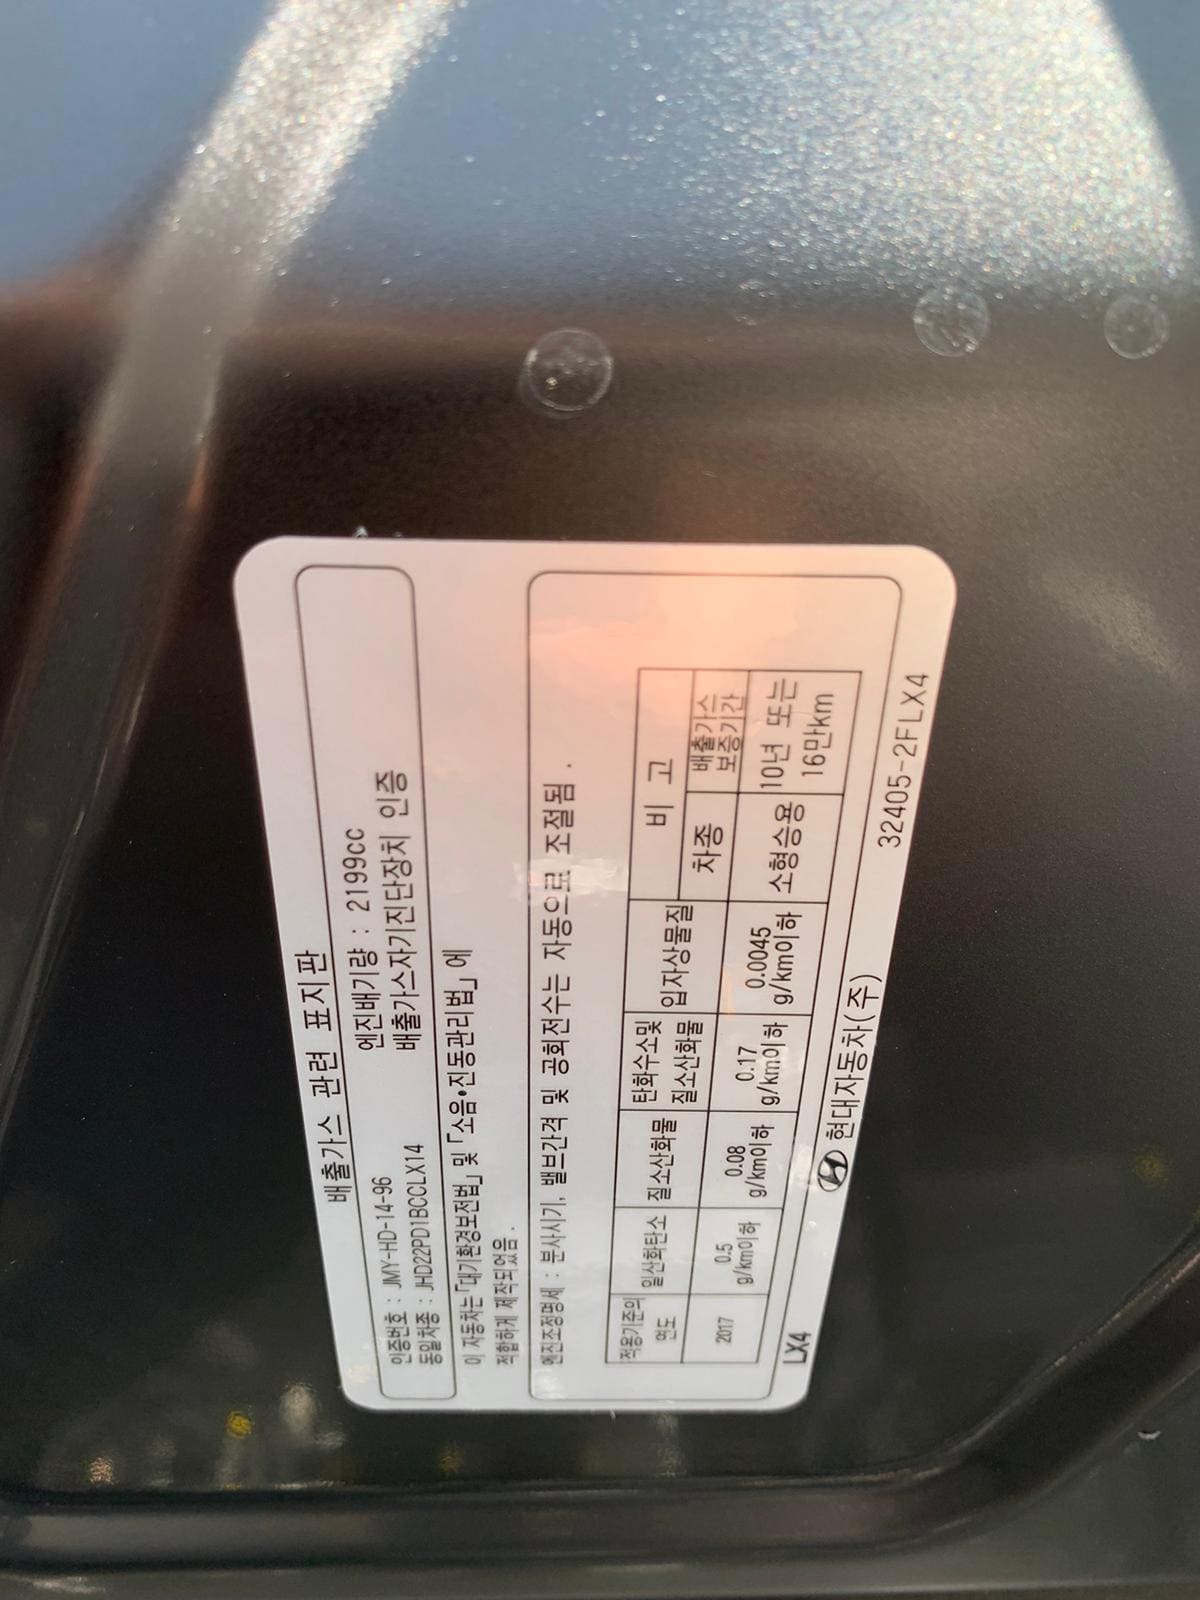 배출가스 관련 표지판
인증번호 : JMY-HD-14-96 엔진배기량 : 2199cc
동일차종 : JHD22PD1BCCLX14 배출가스자기진단장치 인증
이 자동차는「대기환경보전법」및「소음•진동관리법」에
적합하게 제작되었음.
엔진조정명세 : 분사시기, 밸브간격 및 공회전수는 자동으로 조절됨.
적용기준의 연도 일산화탄소 질소산화물 탄화수소및 질소산화물 입자상물질 비 고
차종 배출가스 보증기간
2017 0.5 g/km이하 0.08 g/km이하 0.17 g/km이하 0.0045 g/km이하 소형승용 10년 또는 16만km
LX4 현대자동차(주) 32405-2FLX4